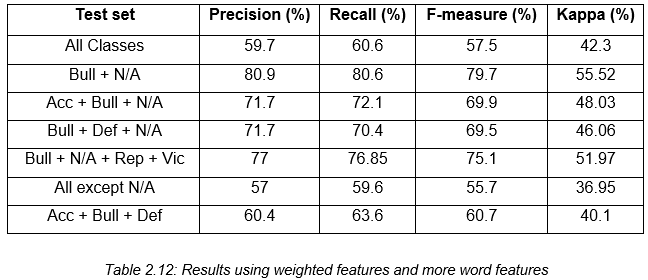 Test set Precision (%) Recall (%) F-measure (%) Kappa (%)
All Classes 59.7 60.6 57.5 42.3
Bull + N/A 80.9 80.6 79.7 55.52
Acc + Bull + N/A 71.7 72.1 69.9 48.03
Bull + Def + N/A 71.7 70.4 69.5 46.06
Bull + N/A + Rep + Vic 77 76.85 75.1 51.97
All except N/A 57 59.6 55.7 36.95
Acc + Bull + Def 60.4 63.6 60.7 40.1
Table 2.12: Results using weighted features and more word features